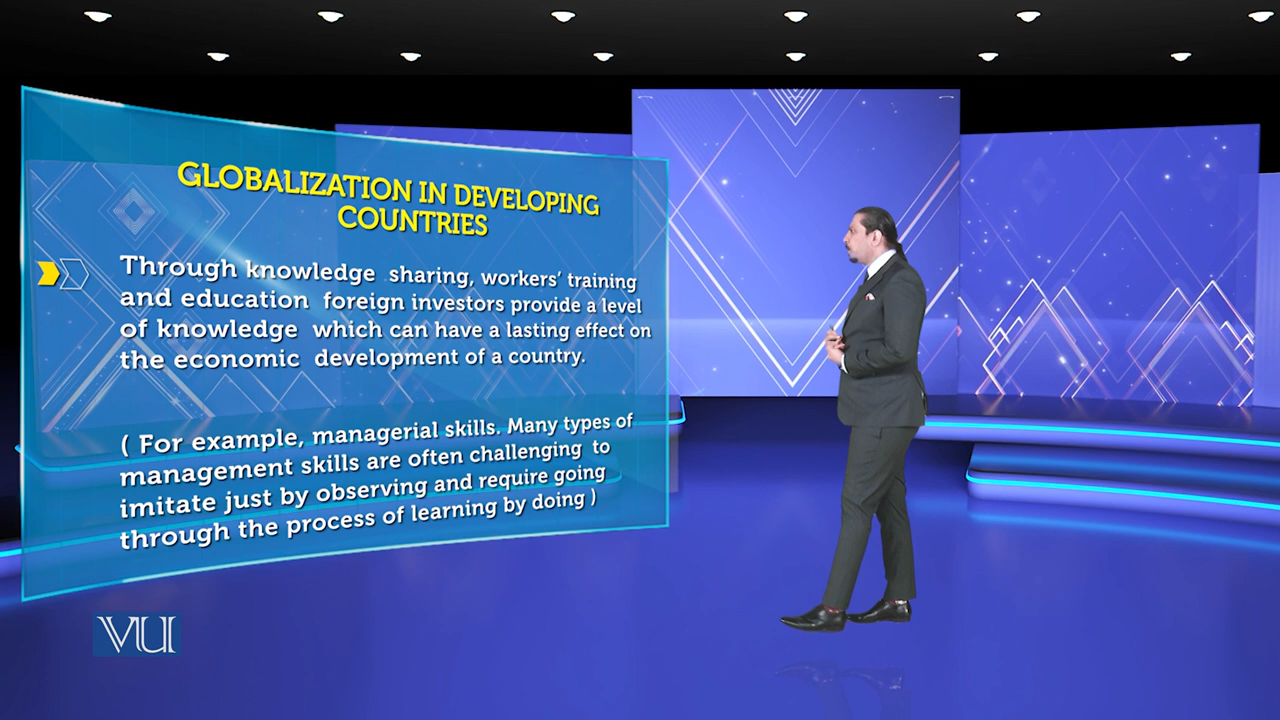 GLOBALIZATION IN DEVELOPING
COUNTRIES
Through knowledge sharing, workers' training
and education foreign investors provide a level
of knowledge which can have a lasting effect on
the economic development of a country.
( For example, managerial skills. Many types of
management skills are often challenging to
imitate just by observing and require going
through the process of learning by doing )
VU